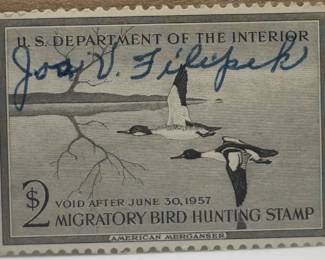 U.S. DEPARTMENT OF THE INTERIOR
Joe V. Filipek
$2
VOID AFTER JUNE 30, 1957
MIGRATORY BIRD HUNTING STAMP
AMERICAN MERGANSER